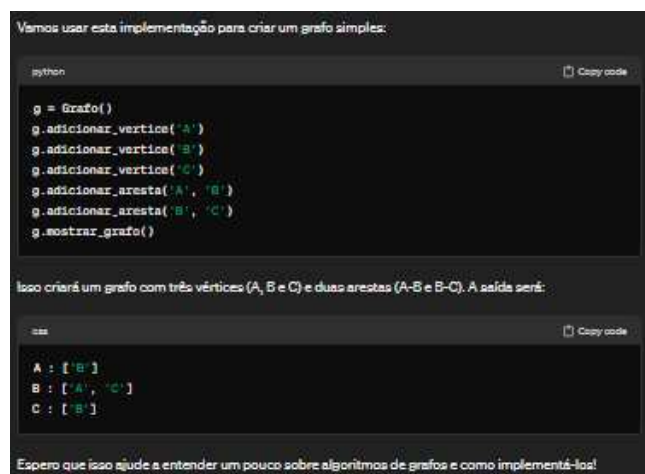 Vamos usar esta implementação para criar um grafo simples:
python
Copy code
g = Grafo()
g.adicionar_vertice('A')
g.adicionar_vertice('B')
g.adicionar_vertice('C')
g.adicionar_aresta('A', 'B')
g.adicionar_aresta('B', 'C')
g.mostrar_grafo()
Isso criará um grafo com três vértices (A, B e C) e duas arestas (A-B e B-C). A saída será:
css
Copy code
A : ['B']
B : ['A', 'C']
C : ['B']
Espero que isso ajude a entender um pouco sobre algoritmos de grafos e como implementá-los!